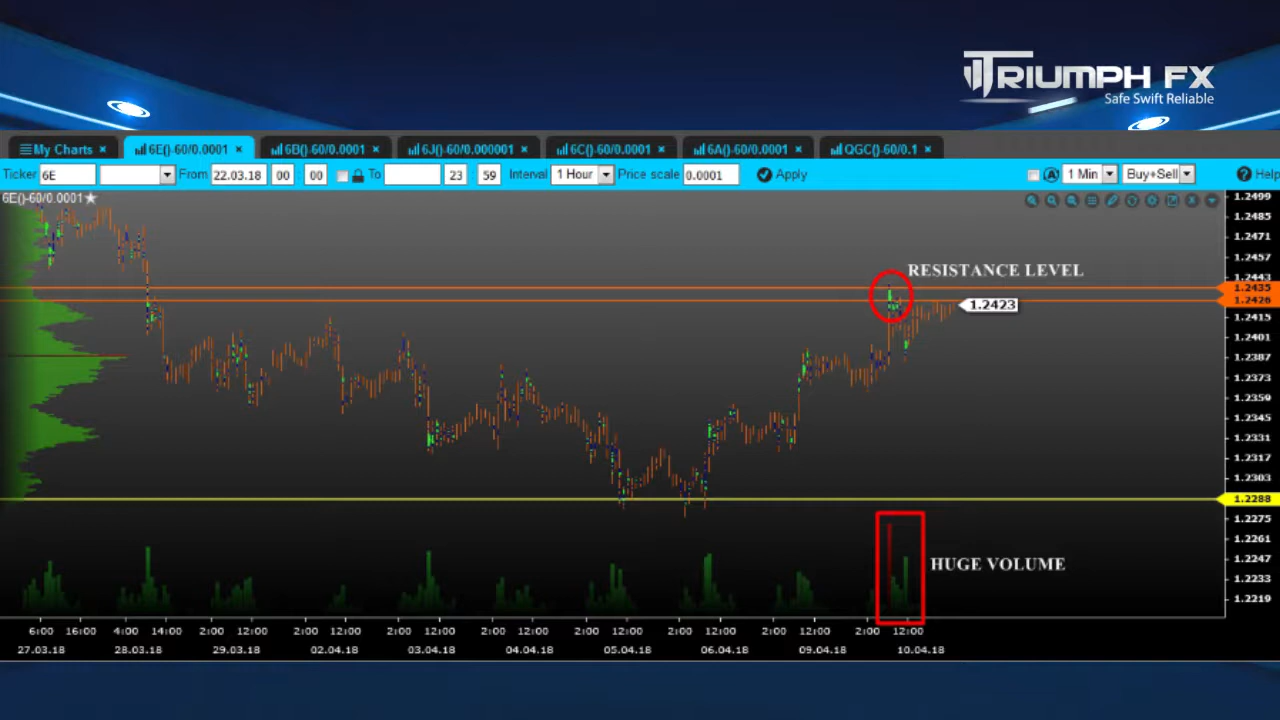 TRIUMPH FX
Safe Swift Reliable
My Charts × 6E()-60/0.0001 × 6B()-60/0.0001 × 6J()-60/0.000001 × 6C()-60/0.0001 × 6A()-60/0.0001 × QGC()-60/0.1 ×
Ticker 6E From 22.03.18 00 : 00 To 23 : 59 Interval 1 Hour Price scale 0.0001 Apply A 1 Min Buy+Sell ? Help
6E()-60/0.0001★
1.2499
1.2485
1.2471
1.2457
RESISTANCE LEVEL
1.2443
1.2435
1.2426
1.2423
1.2415
1.2401
1.2387
1.2373
1.2359
1.2345
1.2331
1.2317
1.2303
1.2288
1.2275
1.2261
HUGE VOLUME
1.2247
1.2233
1.2219
6:00 16:00 4:00 14:00 2:00 12:00 2:00 12:00 2:00 12:00 2:00 12:00 2:00 12:00 2:00 12:00 2:00 12:00 2:00 12:00
27.03.18 28.03.18 29.03.18 02.04.18 03.04.18 04.04.18 05.04.18 06.04.18 09.04.18 10.04.18